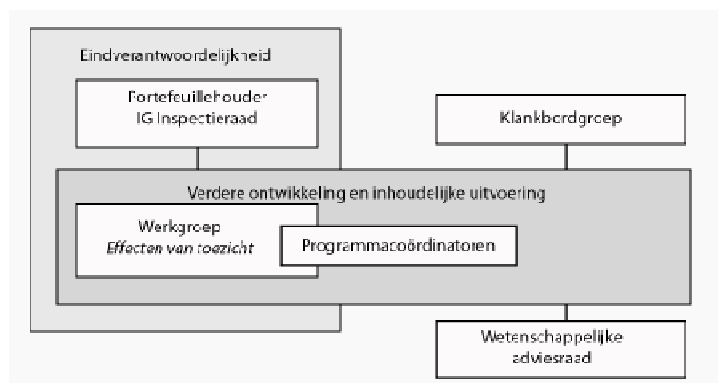 Eindverantwoordelijkheid
Portefeuillehouder
IG Inspectieraad
Klankbordgroep
Verdere ontwikkeling en inhoudelijke uitvoering
Werkgroep
Effecten van toezicht
Programmacoördinatoren
Wetenschappelijke
adviesraad